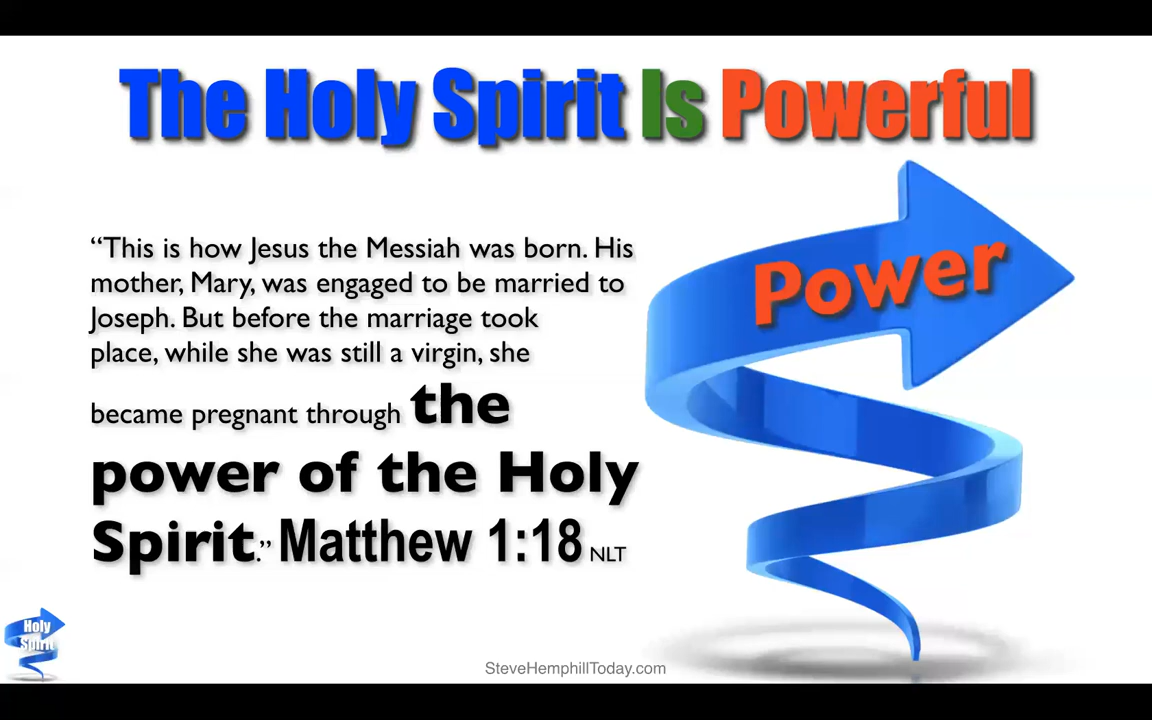 The Holy Spirit Is Powerful
“This is how Jesus the Messiah was born. His
mother, Mary, was engaged to be married to
Joseph. But before the marriage took
place, while she was still a virgin, she
became pregnant through the
power of the Holy
Spirit.” Matthew 1:18 NLT
Power
Holy
Spirit
SteveHemphillToday.com